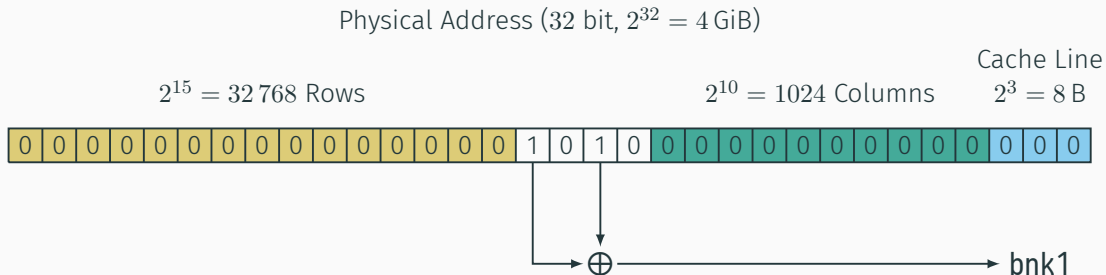 Physical Address (32 bit, 2^32 = 4 GiB)
Cache Line
2^15 = 32 768 Rows 2^10 = 1024 Columns 2^3 = 8 B
0 0 0 0 0 0 0 0 0 0 0 0 0 0 0 1 0 1 0 0 0 0 0 0 0 0 0 0 0 0 0 0
⊕ bnk1